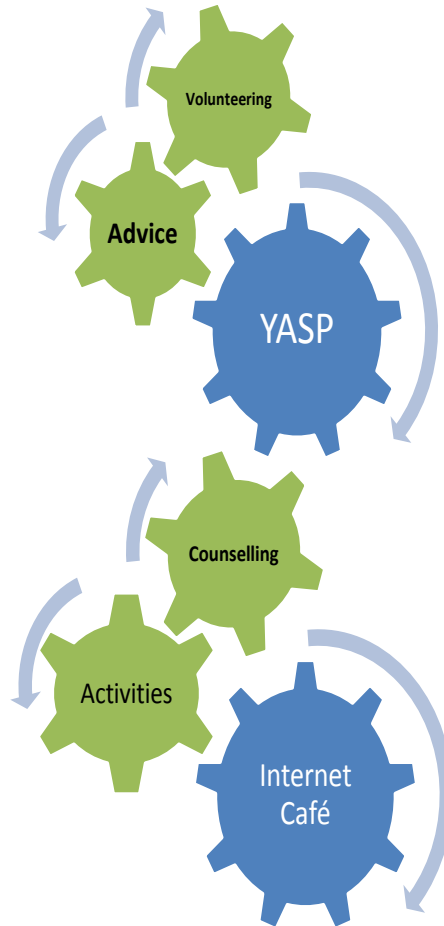 Volunteering
Advice
YASP
Counselling
Activities
Internet
Café